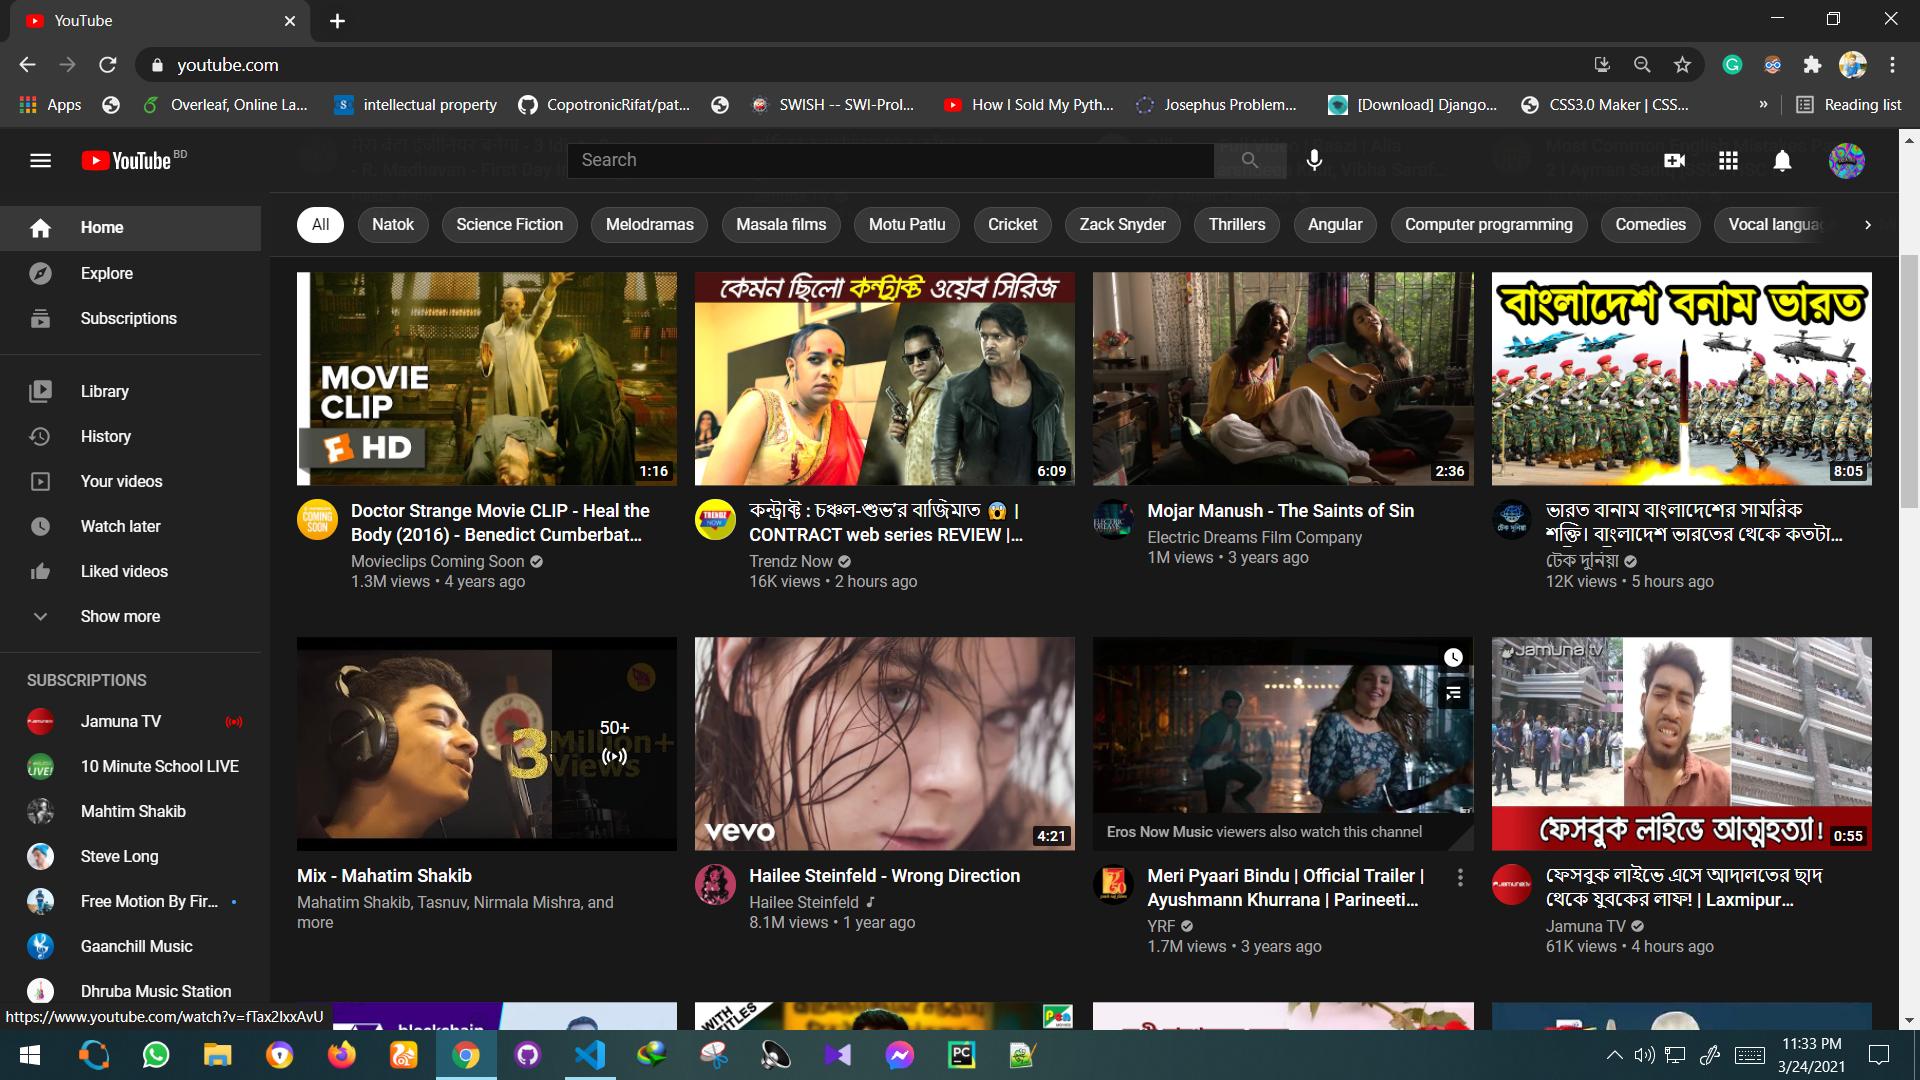 YouTube
youtube.com
Apps
Overleaf, Online La...
intellectual property
CopotronicRifat/pat...
SWISH -- SWI-Prol...
How I Sold My Pyth...
Josephus Problem...
[Download] Django...
CSS3.0 Maker | CSS...
»
Reading list
YouTube BD
Search
Home
Explore
Subscriptions
Library
History
Your videos
Watch later
Liked videos
Show more
SUBSCRIPTIONS
Jamuna TV
10 Minute School LIVE
Mahtim Shakib
Steve Long
Free Motion By Fir...
Gaanchill Music
Dhruba Music Station
All
Natok
Science Fiction
Melodramas
Masala films
Motu Patlu
Cricket
Zack Snyder
Thrillers
Angular
Computer programming
Comedies
Vocal langua
MOVIE
CLIP
HD
1:16
Doctor Strange Movie CLIP - Heal the
Body (2016) - Benedict Cumberbat...
Movieclips Coming Soon
1.3M views • 4 years ago
কেমন ছিলো কন্ট্রাক্ট ওয়েব সিরিজ
6:09
কন্ট্রাক্ট : চঞ্চল-শুভ’র বাজিমাত 😱 |
CONTRACT web series REVIEW |...
Trendz Now
16K views • 2 hours ago
2:36
Mojar Manush - The Saints of Sin
Electric Dreams Film Company
1M views • 3 years ago
বাংলাদেশ বনাম ভারত
8:05
ভারত বানাম বাংলাদেশের সামরিক
শক্তি। বাংলাদেশ ভারতের থেকে কতটা...
টেক দুনিয়া
12K views • 5 hours ago
3 Million+
Views
50+
Mix - Mahatim Shakib
Mahatim Shakib, Tasnuv, Nirmala Mishra, and
more
vevo
4:21
Hailee Steinfeld - Wrong Direction
Hailee Steinfeld
8.1M views • 1 year ago
Eros Now Music viewers also watch this channel
Meri Pyaari Bindu | Official Trailer |
Ayushmann Khurrana | Parineeti...
YRF
1.7M views • 3 years ago
Jamuna tv
ফেসবুক লাইভে আত্মহত্যা!
0:55
ফেসবুক লাইভে এসে আদালতের ছাদ
থেকে যুবকের লাফ! | Laxmipur...
Jamuna TV
61K views • 4 hours ago
blockchain
WITH
https://www.youtube.com/watch?v=fTax2IxxAvU
11:33 PM
3/24/2021